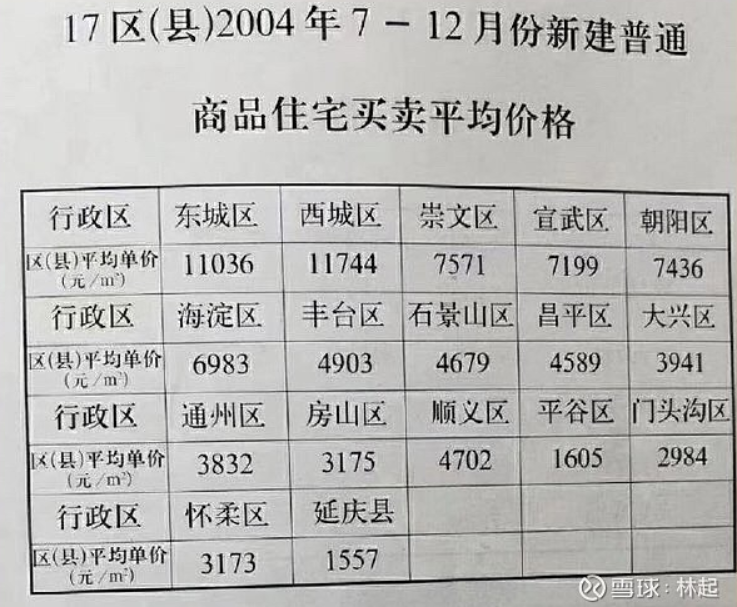 17区(县)2004年7-12月份新建普通
商品住宅买卖平均价格
行政区 东城区 西城区 崇文区 宣武区 朝阳区
区(县)平均单价(元/m²) 11036 11744 7571 7199 7436
行政区 海淀区 丰台区 石景山区 昌平区 大兴区
区(县)平均单价(元/m²) 6983 4903 4679 4589 3941
行政区 通州区 房山区 顺义区 平谷区 门头沟区
区(县)平均单价(元/m²) 3832 3175 4702 1605 2984
行政区 怀柔区 延庆县
区(县)平均单价(元/m²) 3173 1557
雪球:林起